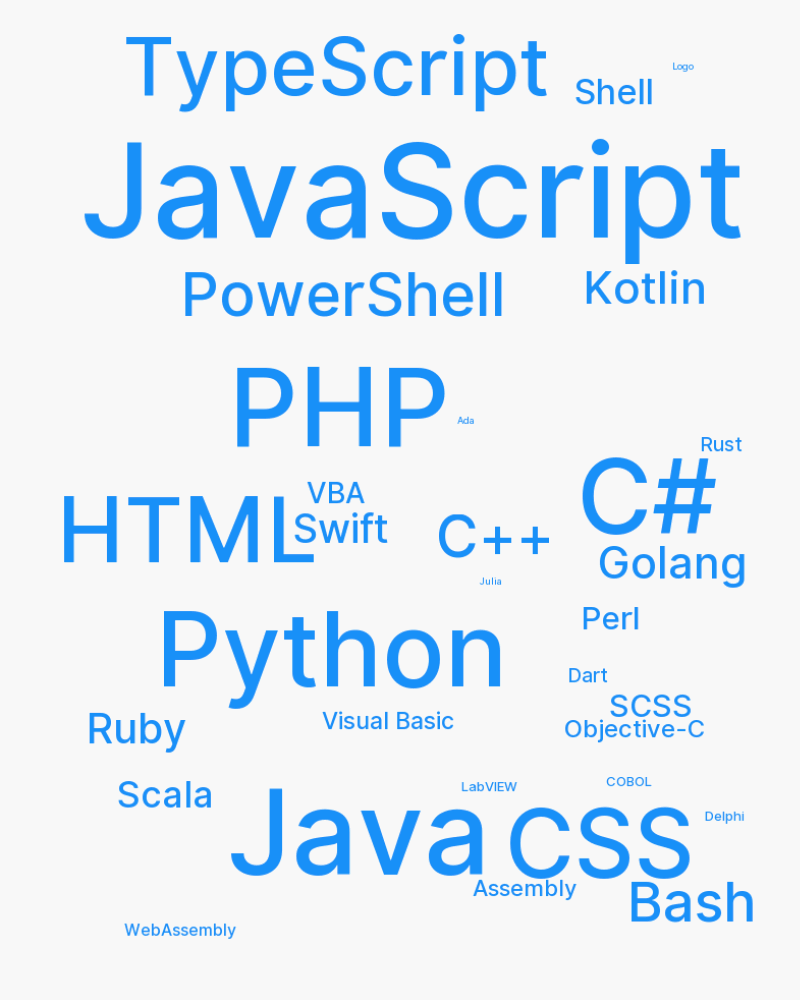 TypeScript
Logo
Shell
JavaScript
PowerShell
Kotlin
PHP
Ada
Rust
C#
VBA
HTML
Swift
C++
Golang
Julia
Perl
Python
Dart
SCSS
Visual Basic
Ruby
Objective-C
Scala
LabVIEW
COBOL
Java
CSS
Delphi
Assembly
Bash
WebAssembly